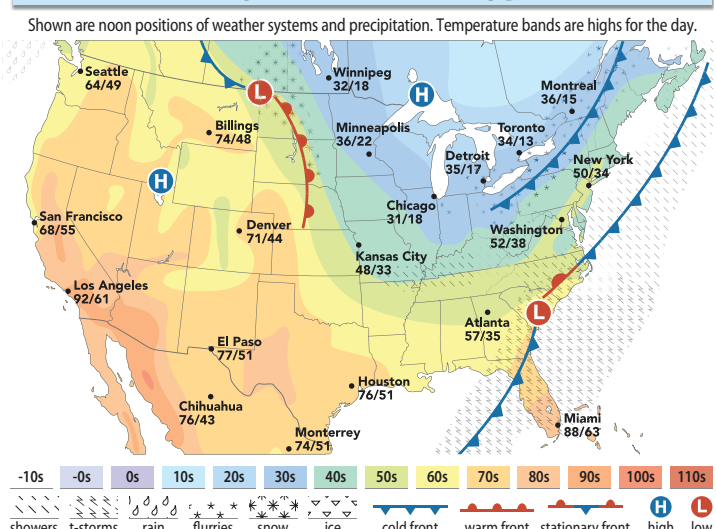 Shown are noon positions of weather systems and precipitation. Temperature bands are highs for the day.
Seattle
64/49
L
Winnipeg
32/18
H
Montreal
36/15
Billings
74/48
Minneapolis
36/22
Toronto
34/13
Detroit
35/17
New York
50/34
H
San Francisco
68/55
Denver
71/44
Chicago
31/18
Washington
52/38
Kansas City
48/33
Los Angeles
92/61
L
Atlanta
57/35
El Paso
77/51
Houston
76/51
Chihuahua
76/43
Miami
88/63
Monterrey
74/51
-10s -0s 0s 10s 20s 30s 40s 50s 60s 70s 80s 90s 100s 110s
H L
showers t-storms rain flurries snow ice cold front warm front stationary front high low